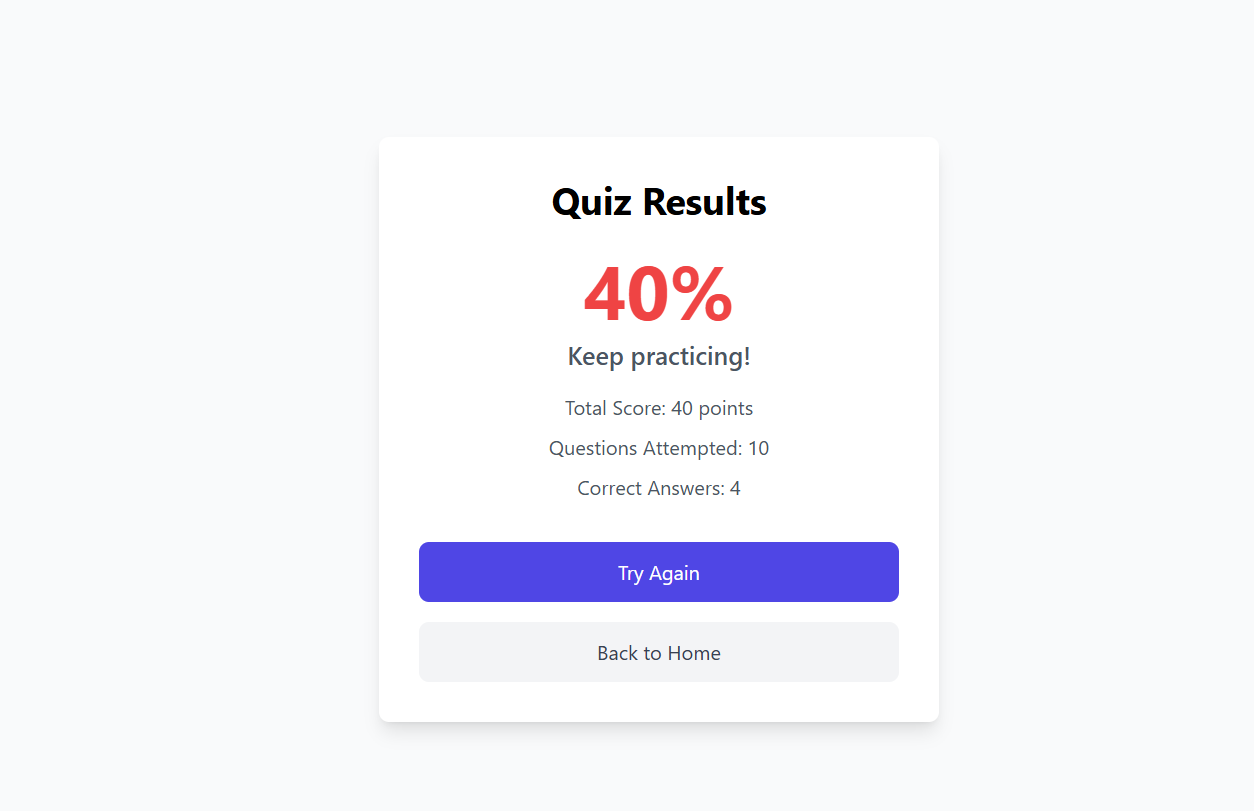 Quiz Results
40%
Keep practicing!
Total Score: 40 points
Questions Attempted: 10
Correct Answers: 4
Try Again
Back to Home